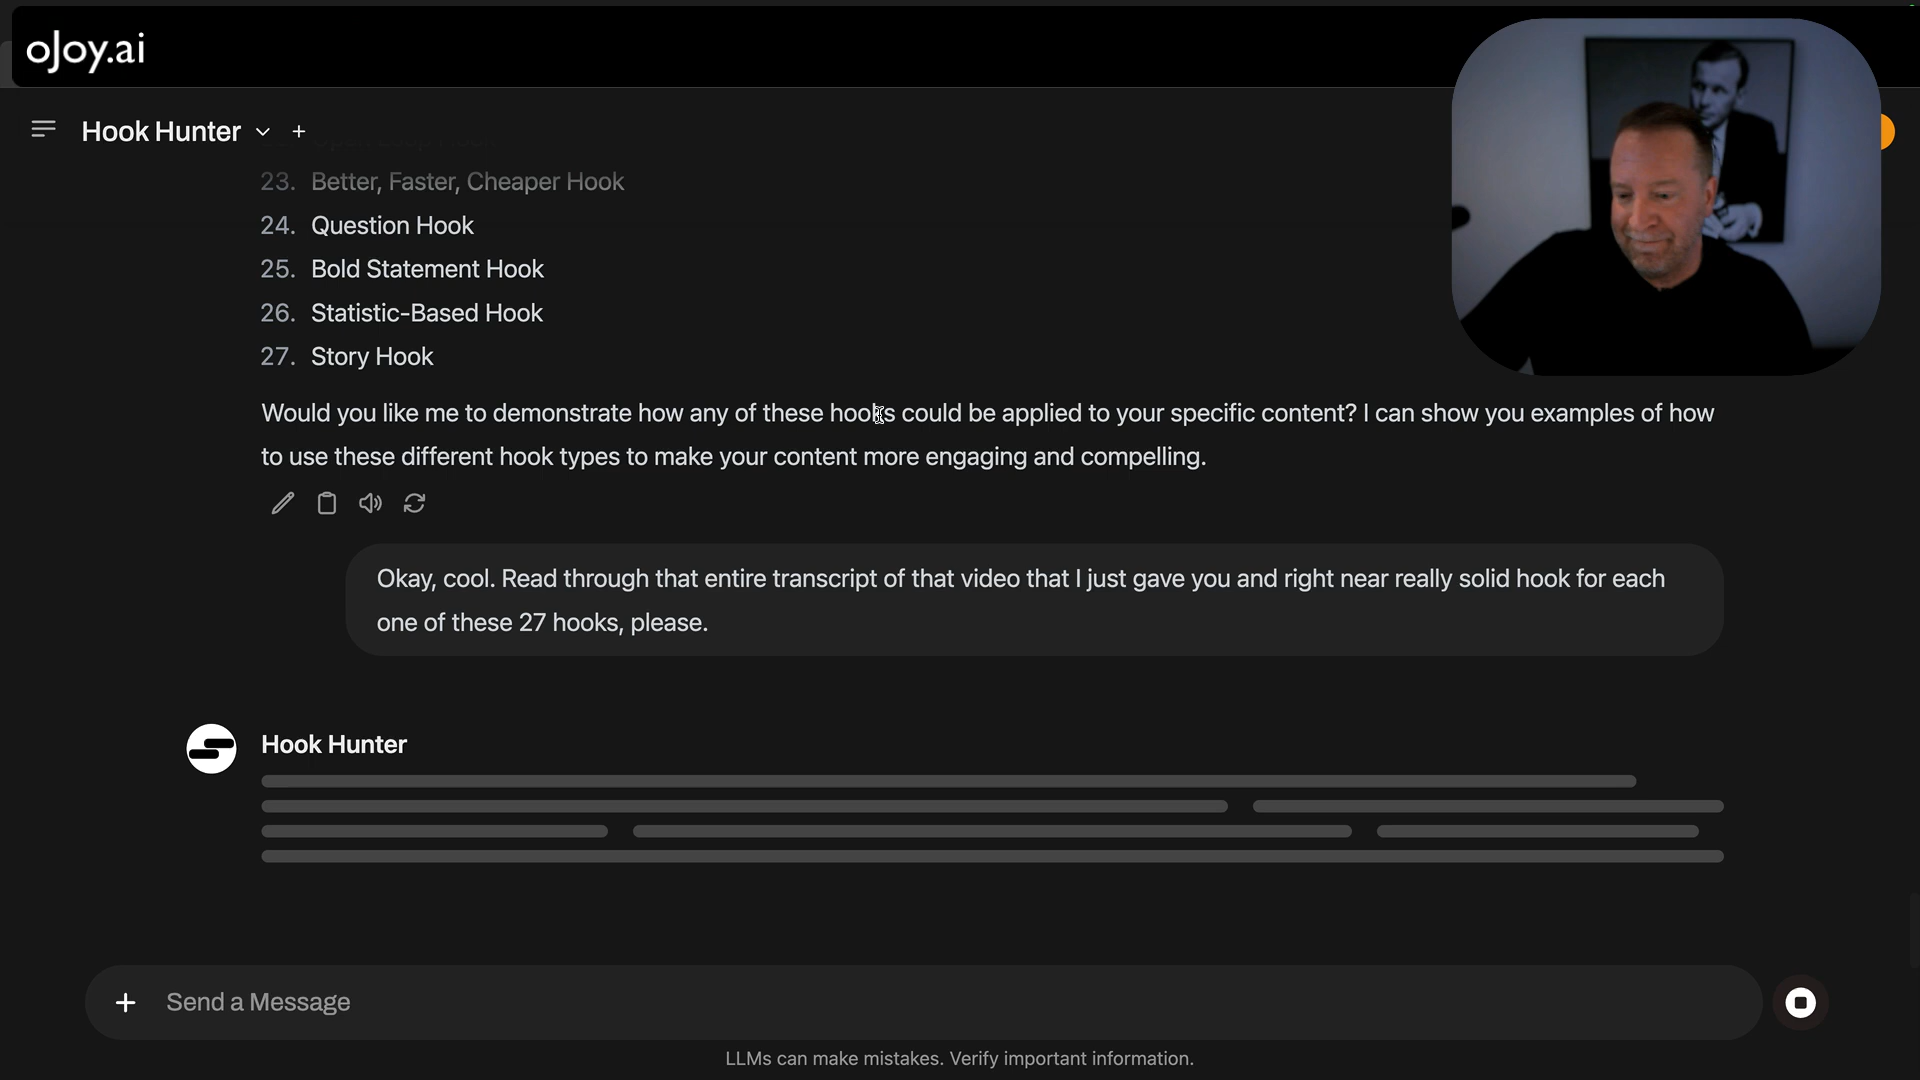 oJoy.ai
Hook Hunter
23. Better, Faster, Cheaper Hook
24. Question Hook
25. Bold Statement Hook
26. Statistic-Based Hook
27. Story Hook
Would you like me to demonstrate how any of these hooks could be applied to your specific content? I can show you examples of how
to use these different hook types to make your content more engaging and compelling.
Okay, cool. Read through that entire transcript of that video that I just gave you and right near really solid hook for each
one of these 27 hooks, please.
Hook Hunter
Send a Message
LLMs can make mistakes. Verify important information.